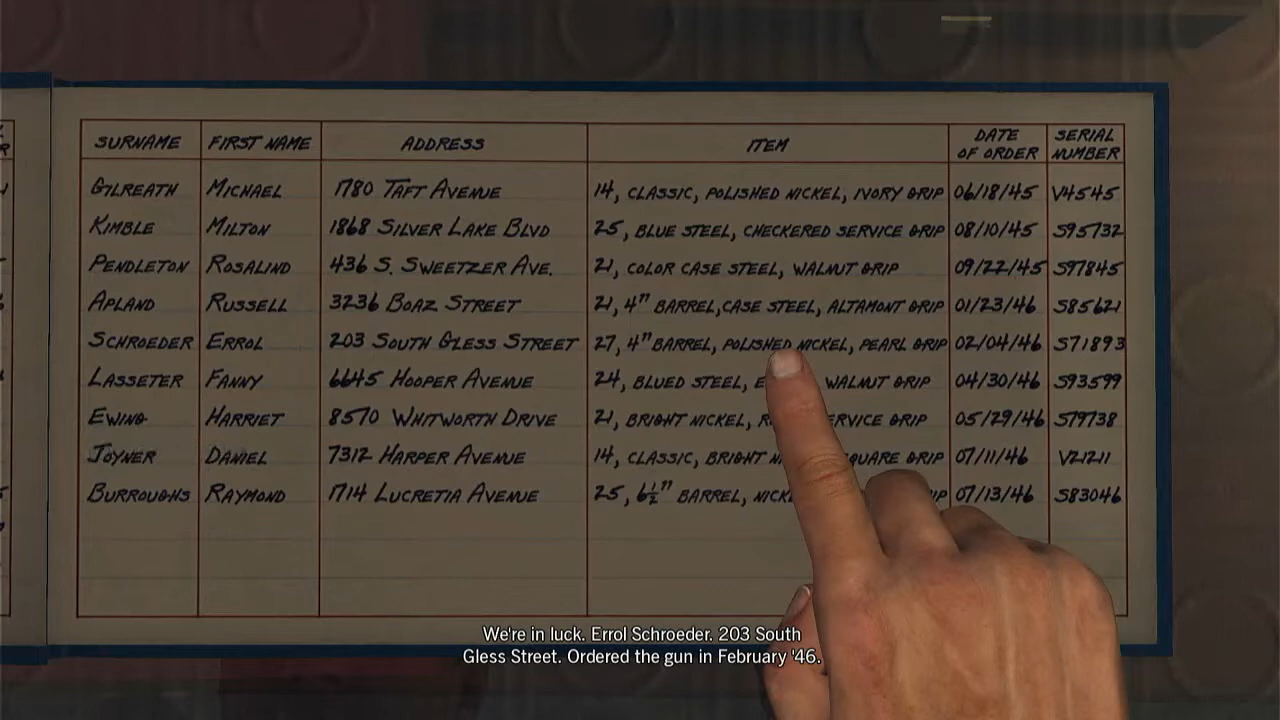 SURNAME FIRST NAME ADDRESS ITEM DATE OF ORDER SERIAL NUMBER
GILREATH MICHAEL 1780 TAFT AVENUE 14, CLASSIC, POLISHED NICKEL, IVORY GRIP 06/18/45 V4545
KIMBLE MILTON 1868 SILVER LAKE BLVD 25, BLUE STEEL, CHECKERED SERVICE GRIP 08/10/45 S95732
PENDLETON ROSALIND 436 S. SWEETZER AVE. 21, COLOR CASE STEEL, WALNUT GRIP 09/22/45 S97845
APLAND RUSSELL 3236 BOAZ STREET 21, 4" BARREL, CASE STEEL, ALTAMONT GRIP 01/23/46 S85621
SCHROEDER ERROL 203 SOUTH GLESS STREET 27, 4" BARREL, POLISHED NICKEL, PEARL GRIP 02/04/46 S71893
LASSETER FANNY 6645 HOOPER AVENUE 24, BLUED STEEL, WALNUT GRIP 04/30/46 S93599
EWING HARRIET 8570 WHITWORTH DRIVE 21, BRIGHT NICKEL, GRIP 05/29/46 S79738
JOYNER DANIEL 7312 HARPER AVENUE 14, CLASSIC, BRIGHT GRIP 07/11/46 V21211
BURROUGHS RAYMOND 1714 LUCRETIA AVENUE 25, 6½" BARREL, 07/13/46 S83046
We're in luck. Errol Schroeder. 203 South
Gless Street. Ordered the gun in February '46.